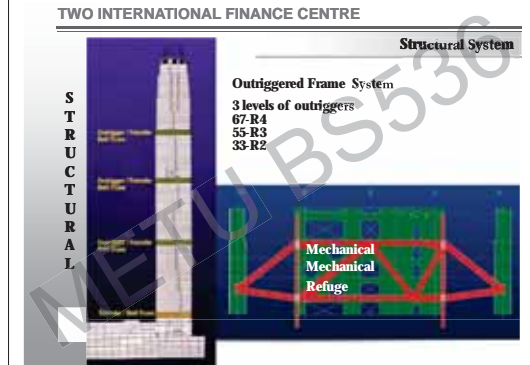 TWO INTERNATIONAL FINANCE CENTRE
Structural System
STRUCTURAL
Outriggered Frame System
3 levels of outriggers
67-R4
55-R3
33-R2
Mechanical
Mechanical
Refuge
METU BS536